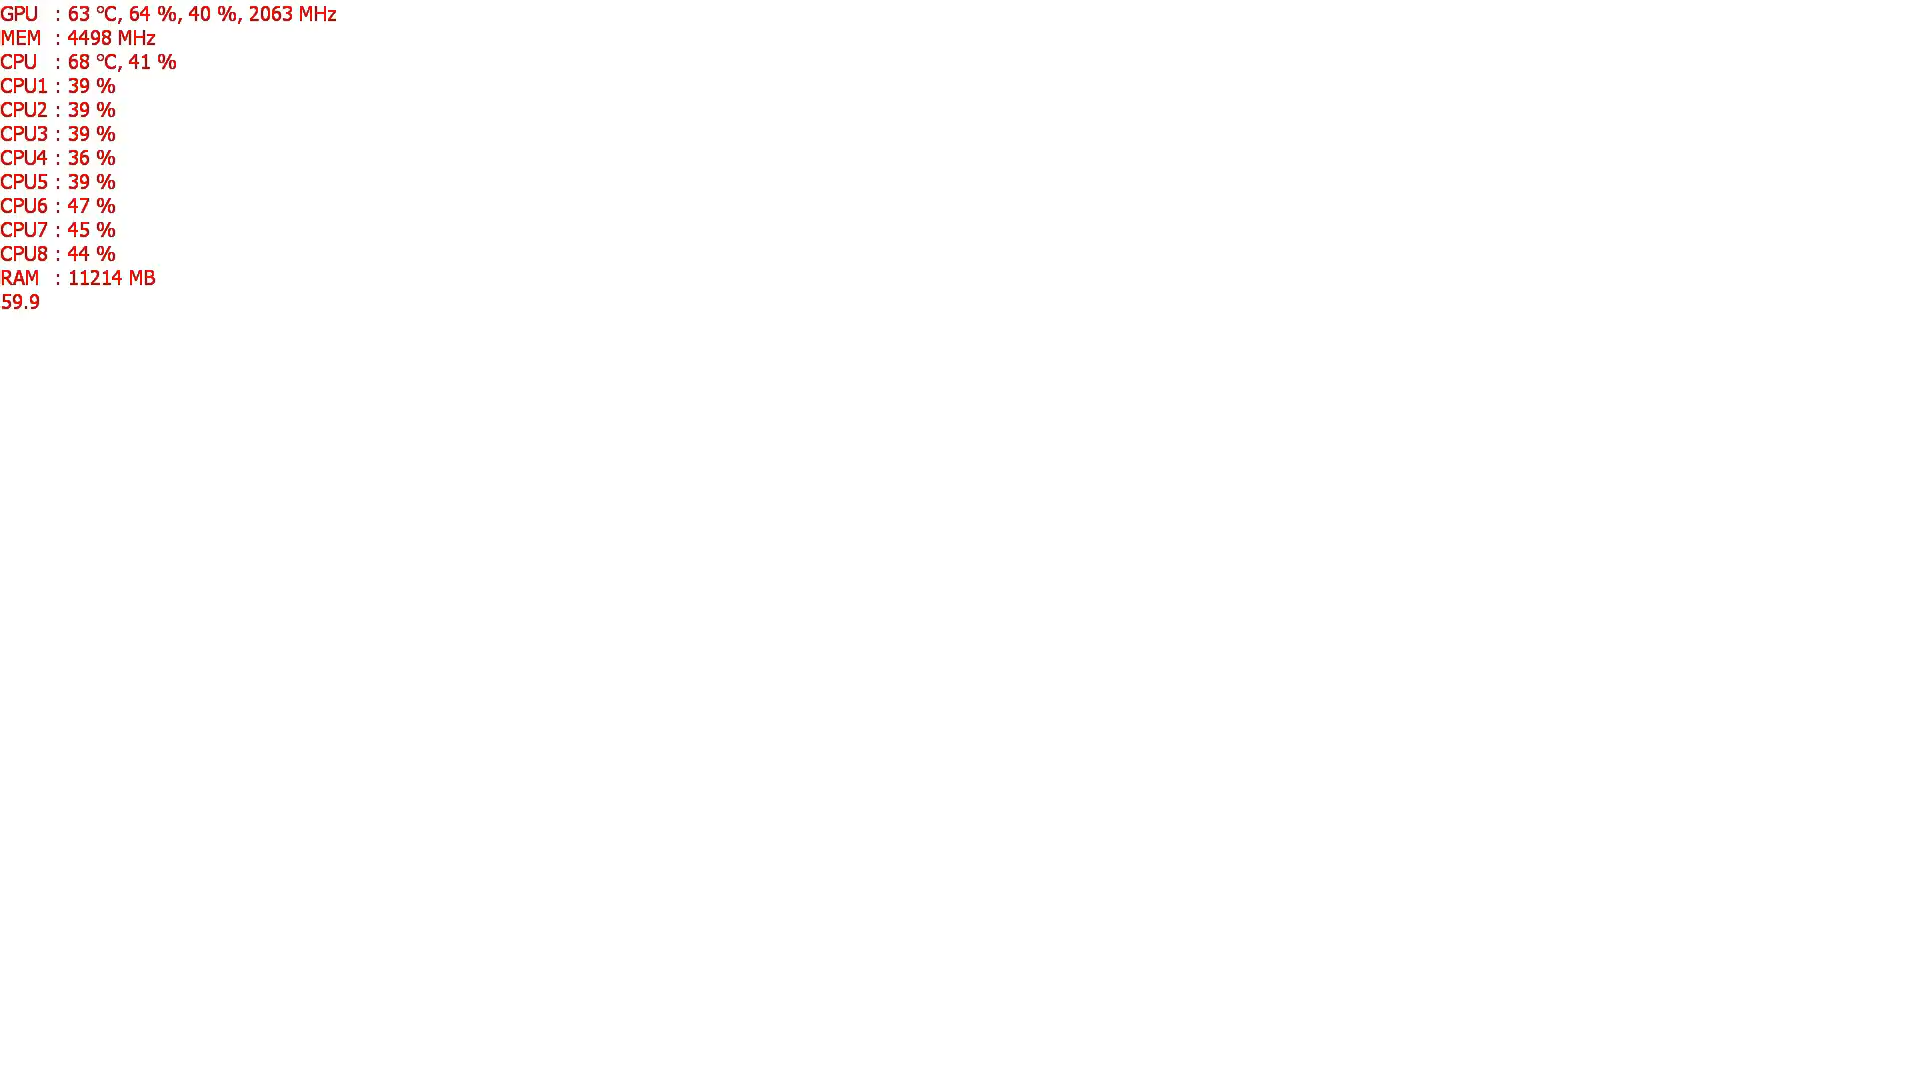 GPU : 63 °C, 64 %, 40 %, 2063 MHz
MEM : 4498 MHz
CPU : 68 °C, 41 %
CPU1 : 39 %
CPU2 : 39 %
CPU3 : 39 %
CPU4 : 36 %
CPU5 : 39 %
CPU6 : 47 %
CPU7 : 45 %
CPU8 : 44 %
RAM : 11214 MB
59.9